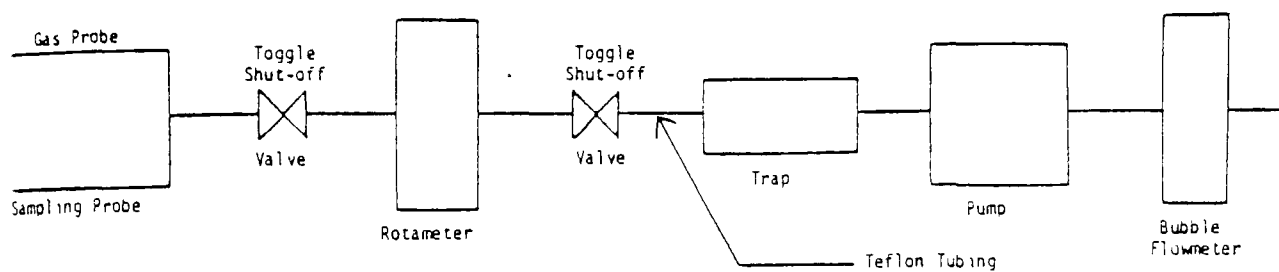 Gas Probe
Sampling Probe
Toggle
Shut-off
Valve
Rotameter
Toggle
Shut-off
Valve
Teflon Tubing
Trap
Pump
Bubble
Flowmeter